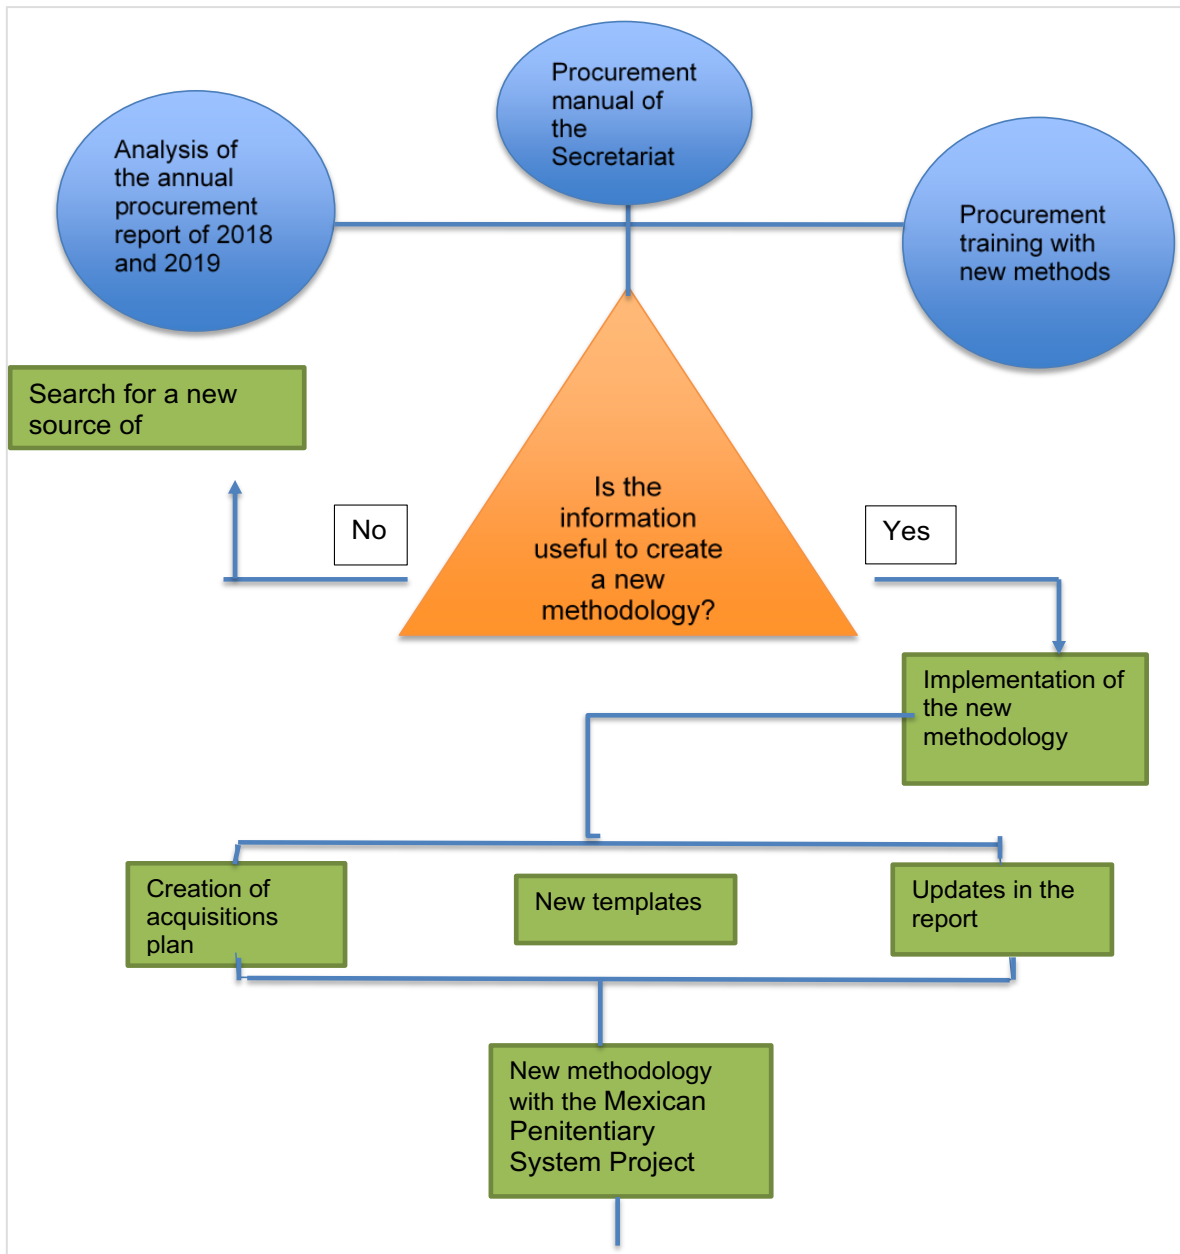 Procurement
manual of
the
Secretariat
Analysis of
the annual
procurement
report of 2018
and 2019
Procurement
training with
new methods
Search for a new
source of
Is the
information
useful to create
a new
methodology?
No
Yes
Implementation of
the new
methodology
Creation of
acquisitions
plan
New templates
Updates in the
report
New methodology
with the Mexican
Penitentiary
System Project